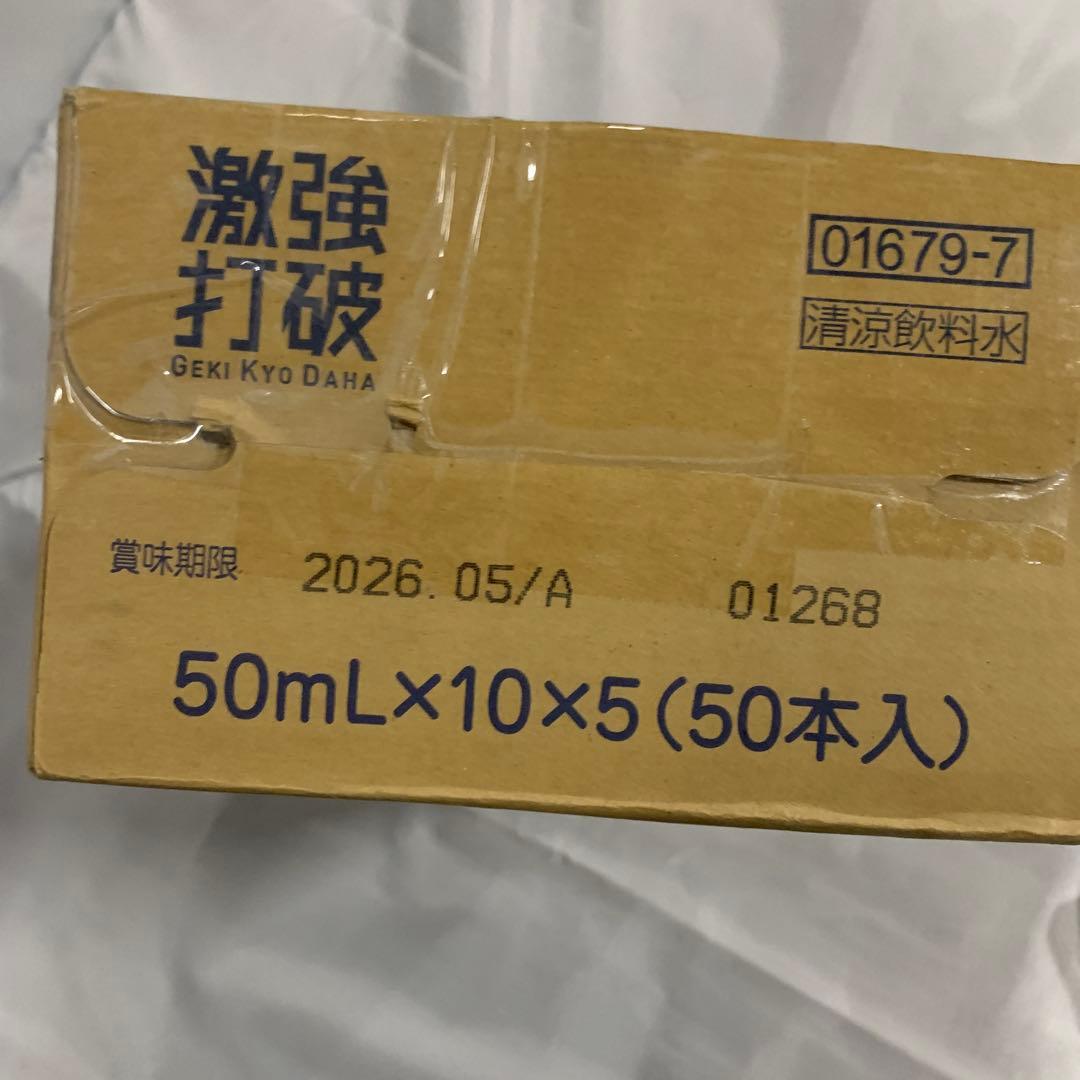 激強
打破
GEKI KYO DAHA
01679-7
清涼飲料水
賞味期限 2026.05/A 01268
50mL×10×5(50本入)